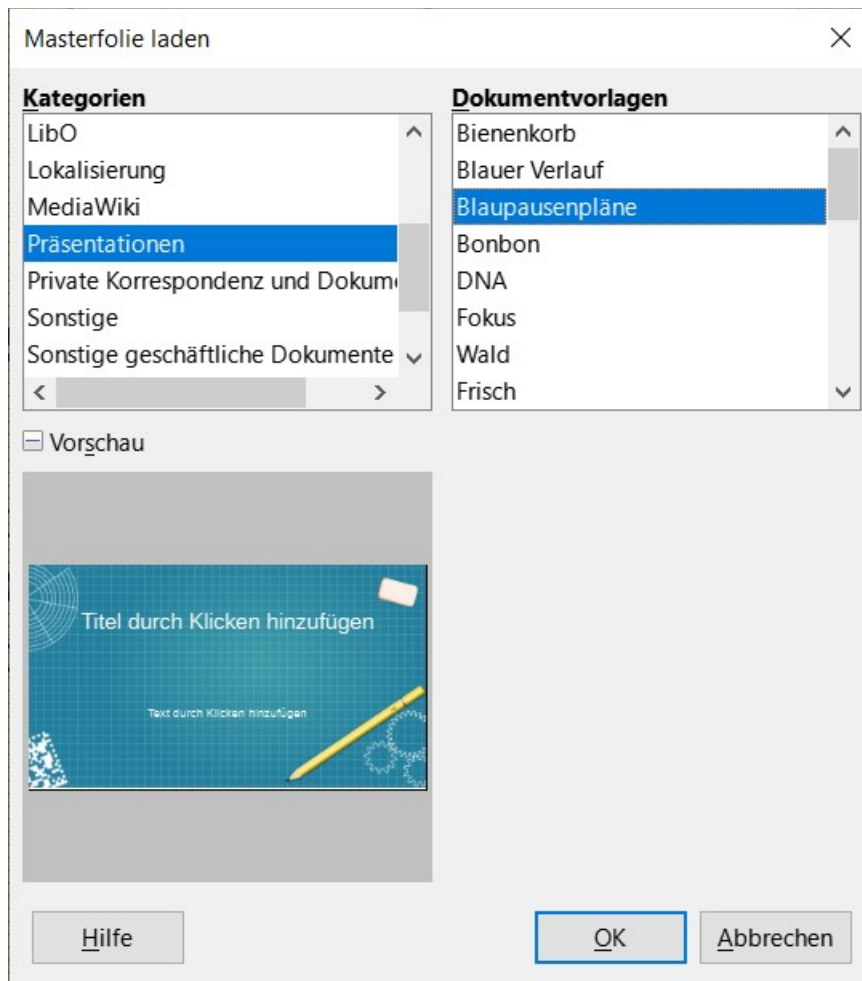 Masterfolie laden
Kategorien
LibO
Lokalisierung
MediaWiki
Präsentationen
Private Korrespondenz und Dokum
Sonstige
Sonstige geschäftliche Dokumente
Dokumentvorlagen
Bienenkorb
Blauer Verlauf
Blaupausenpläne
Bonbon
DNA
Fokus
Wald
Frisch
Vorschau
Titel durch Klicken hinzufügen
Text durch Klicken hinzufügen
Hilfe
OK
Abbrechen